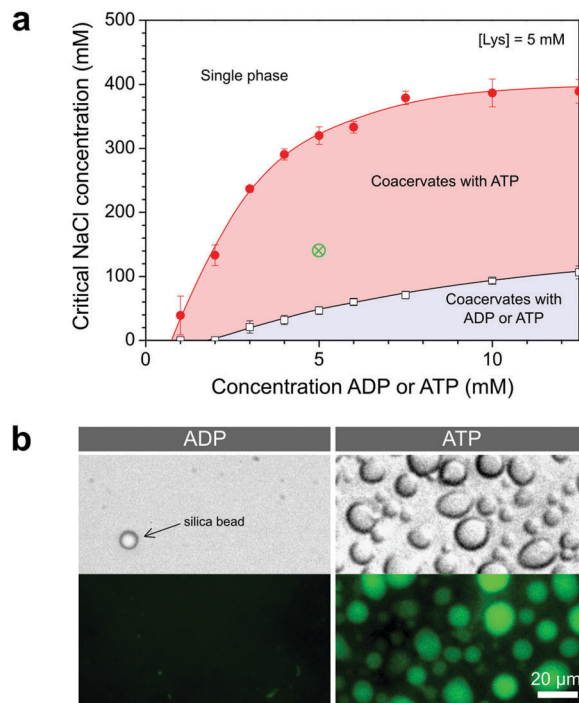 a
500
400
300
200
100
0
Critical NaCl concentration (mM)
[Lys] = 5 mM
Single phase
Coacervates with ATP
Coacervates with
ADP or ATP
0
5
10
Concentration ADP or ATP (mM)
b
ADP
ATP
silica bead
20 µm